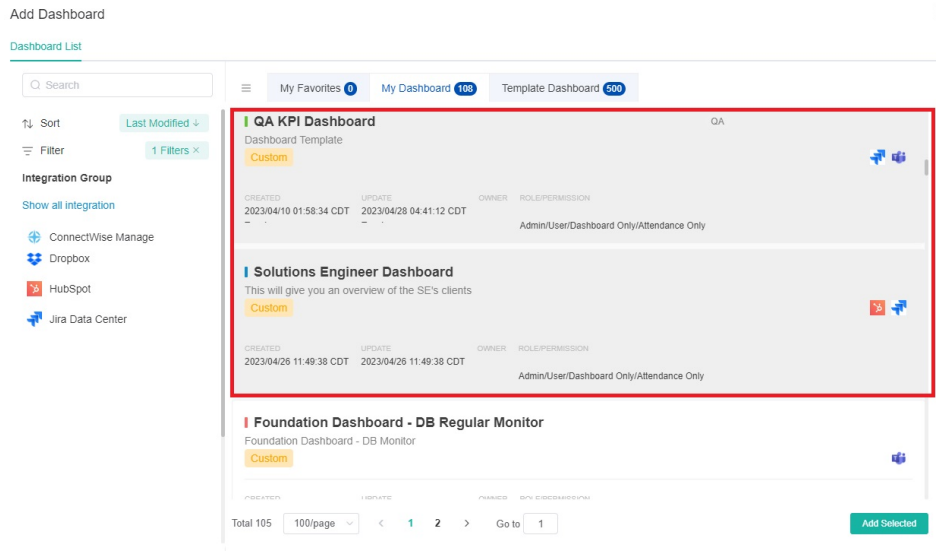 Add Dashboard
Dashboard List
Search
My Favorites 0 My Dashboard 108 Template Dashboard 500
Sort Last Modified ↓
Filter 1 Filters ×
Integration Group
Show all integration
ConnectWise Manage
Dropbox
HubSpot
Jira Data Center
QA KPI Dashboard QA
Dashboard Template
Custom
CREATED UPDATE OWNER ROLE/PERMISSION
2023/04/10 01:58:34 CDT 2023/04/28 04:41:12 CDT
Admin/User/Dashboard Only/Attendance Only
Solutions Engineer Dashboard
This will give you an overview of the SE's clients
Custom
CREATED UPDATE OWNER ROLE/PERMISSION
2023/04/26 11:49:38 CDT 2023/04/26 11:49:38 CDT
Admin/User/Dashboard Only/Attendance Only
Foundation Dashboard - DB Regular Monitor
Foundation Dashboard - DB Monitor
Custom
CREATED UPDATE OWNER ROLE/PERMISSION
Total 105 100/page < 1 2 > Go to 1 Add Selected